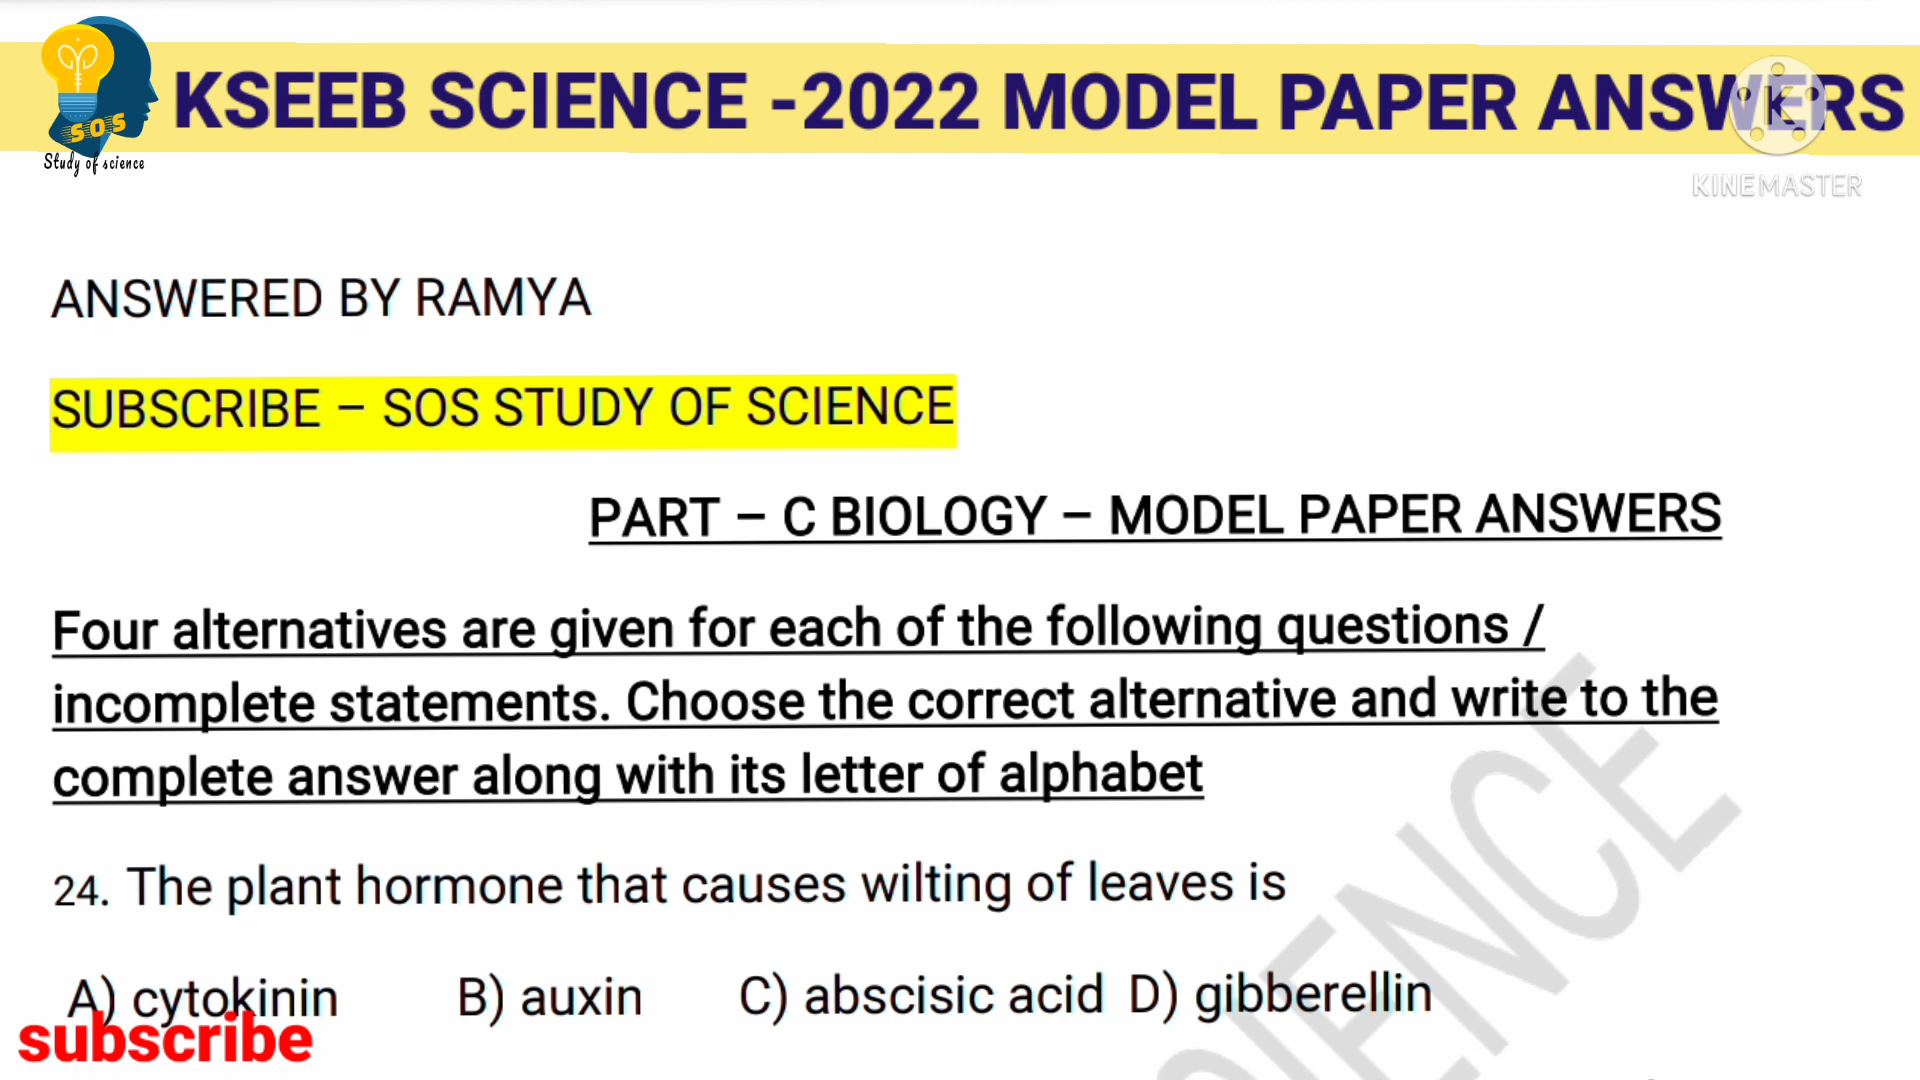 KSEEB SCIENCE -2022 MODEL PAPER ANSWERS
SOS
Study of science
K
KINEMASTER
ANSWERED BY RAMYA
SUBSCRIBE – SOS STUDY OF SCIENCE
PART – C BIOLOGY – MODEL PAPER ANSWERS
Four alternatives are given for each of the following questions /
incomplete statements. Choose the correct alternative and write to the
complete answer along with its letter of alphabet
24. The plant hormone that causes wilting of leaves is
A) cytokinin B) auxin C) abscisic acid D) gibberellin
subscribe
IENCE